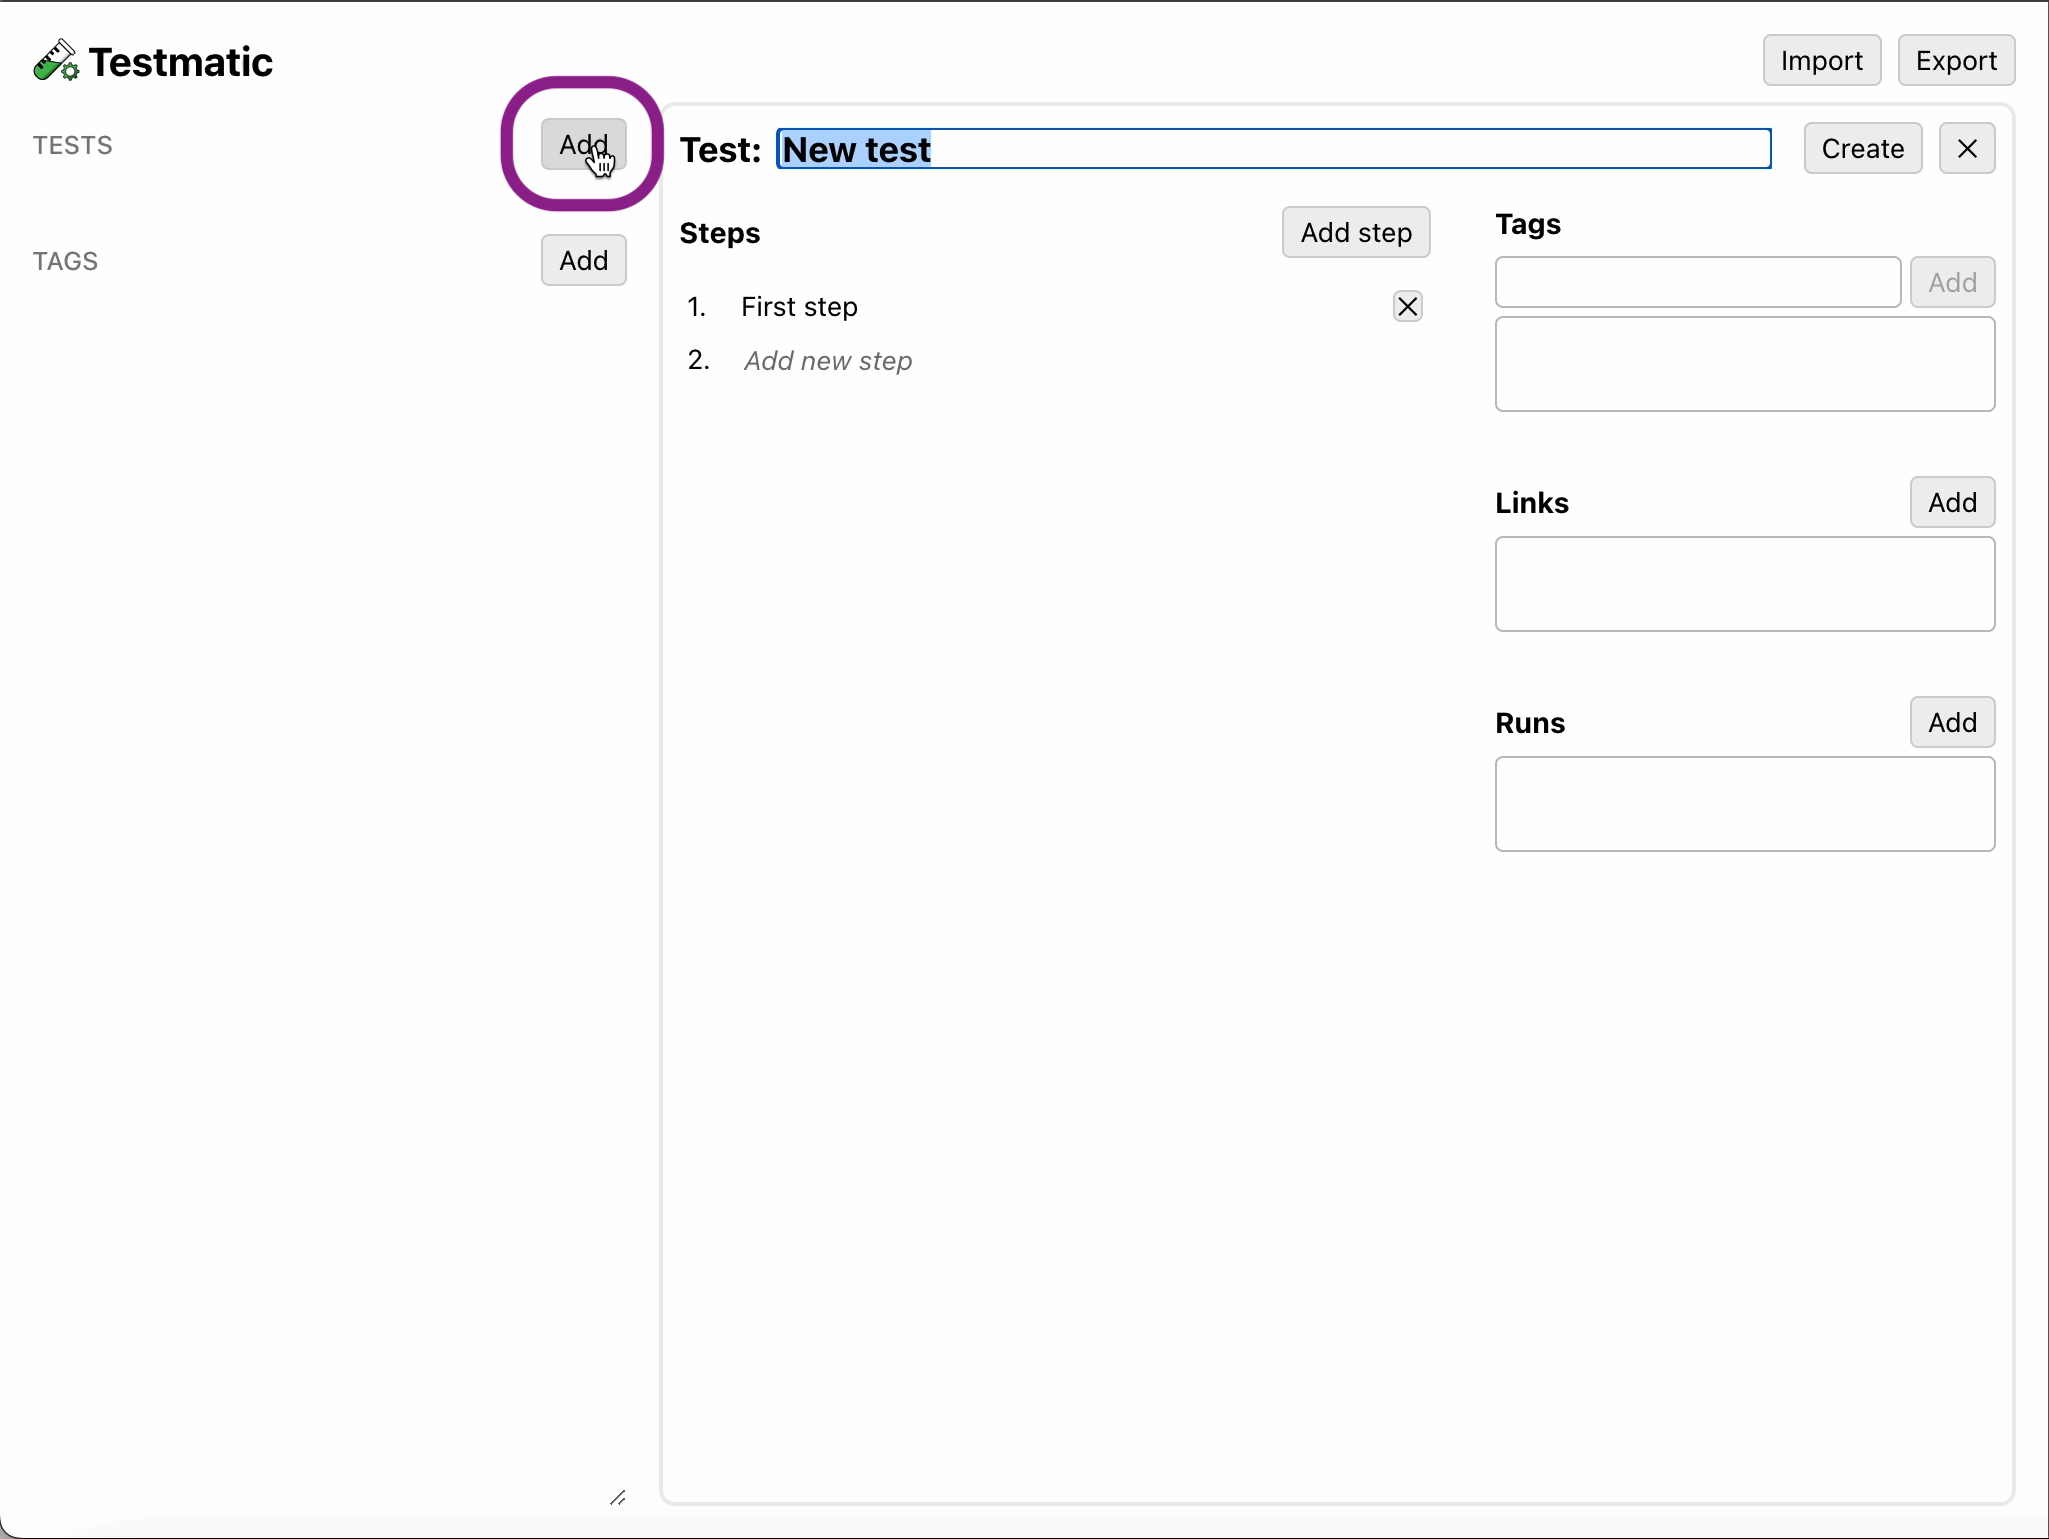 Testmatic
Import
Export
TESTS
Add
TAGS
Add
Test: New test
Create
Steps
Add step
1. First step
2. Add new step
Tags
Add
Links
Add
Runs
Add